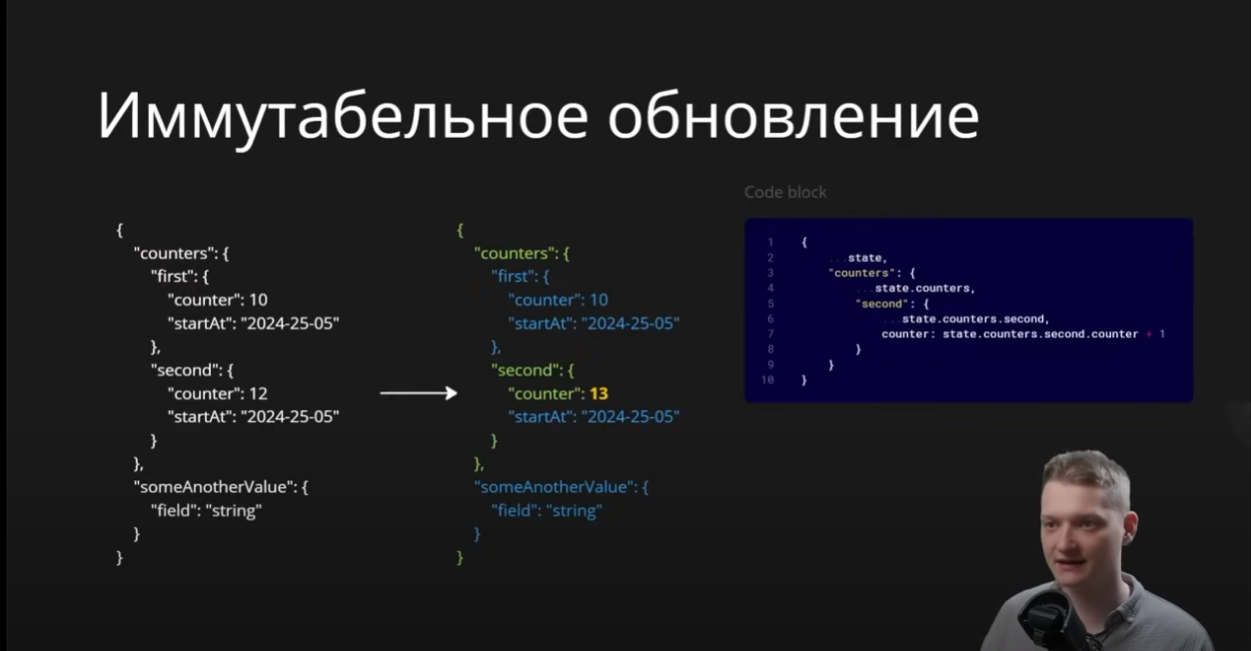 Иммутабельное обновление
{
"counters": {
"first": {
"counter": 10
"startAt": "2024-25-05"
},
"second": {
"counter": 12
"startAt": "2024-25-05"
}
},
"someAnotherValue": {
"field": "string"
}
}
{
"counters": {
"first": {
"counter": 10
"startAt": "2024-25-05"
},
"second": {
"counter": 13
"startAt": "2024-25-05"
}
},
"someAnotherValue": {
"field": "string"
}
}
Code block
1 {
2 ...state,
3 "counters": {
4 ...state.counters,
5 "second": {
6 ...state.counters.second,
7 counter: state.counters.second.counter + 1
8 }
9 }
10 }